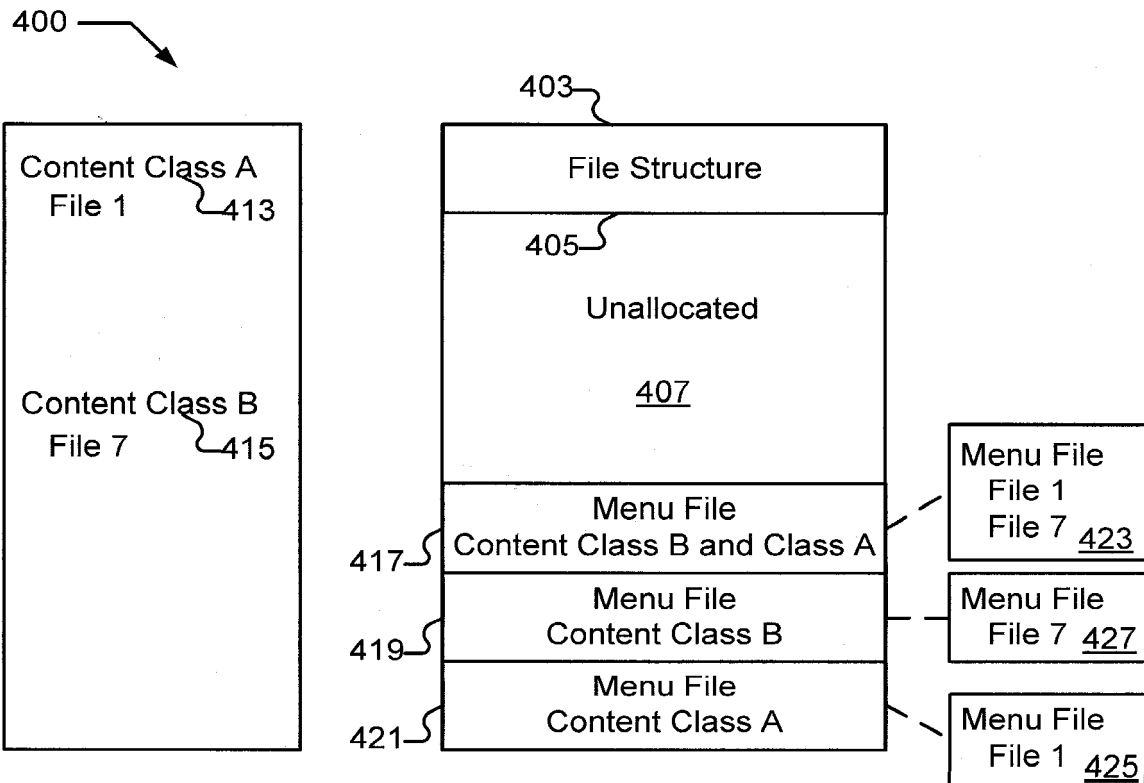 400
Content Class A
File 1 413
Content Class B
File 7 415
403
File Structure
405
Unallocated
407
417
Menu File
Content Class B and Class A
419
Menu File
Content Class B
421
Menu File
Content Class A
Menu File
File 1
File 7 423
Menu File
File 7 427
Menu File
File 1 425